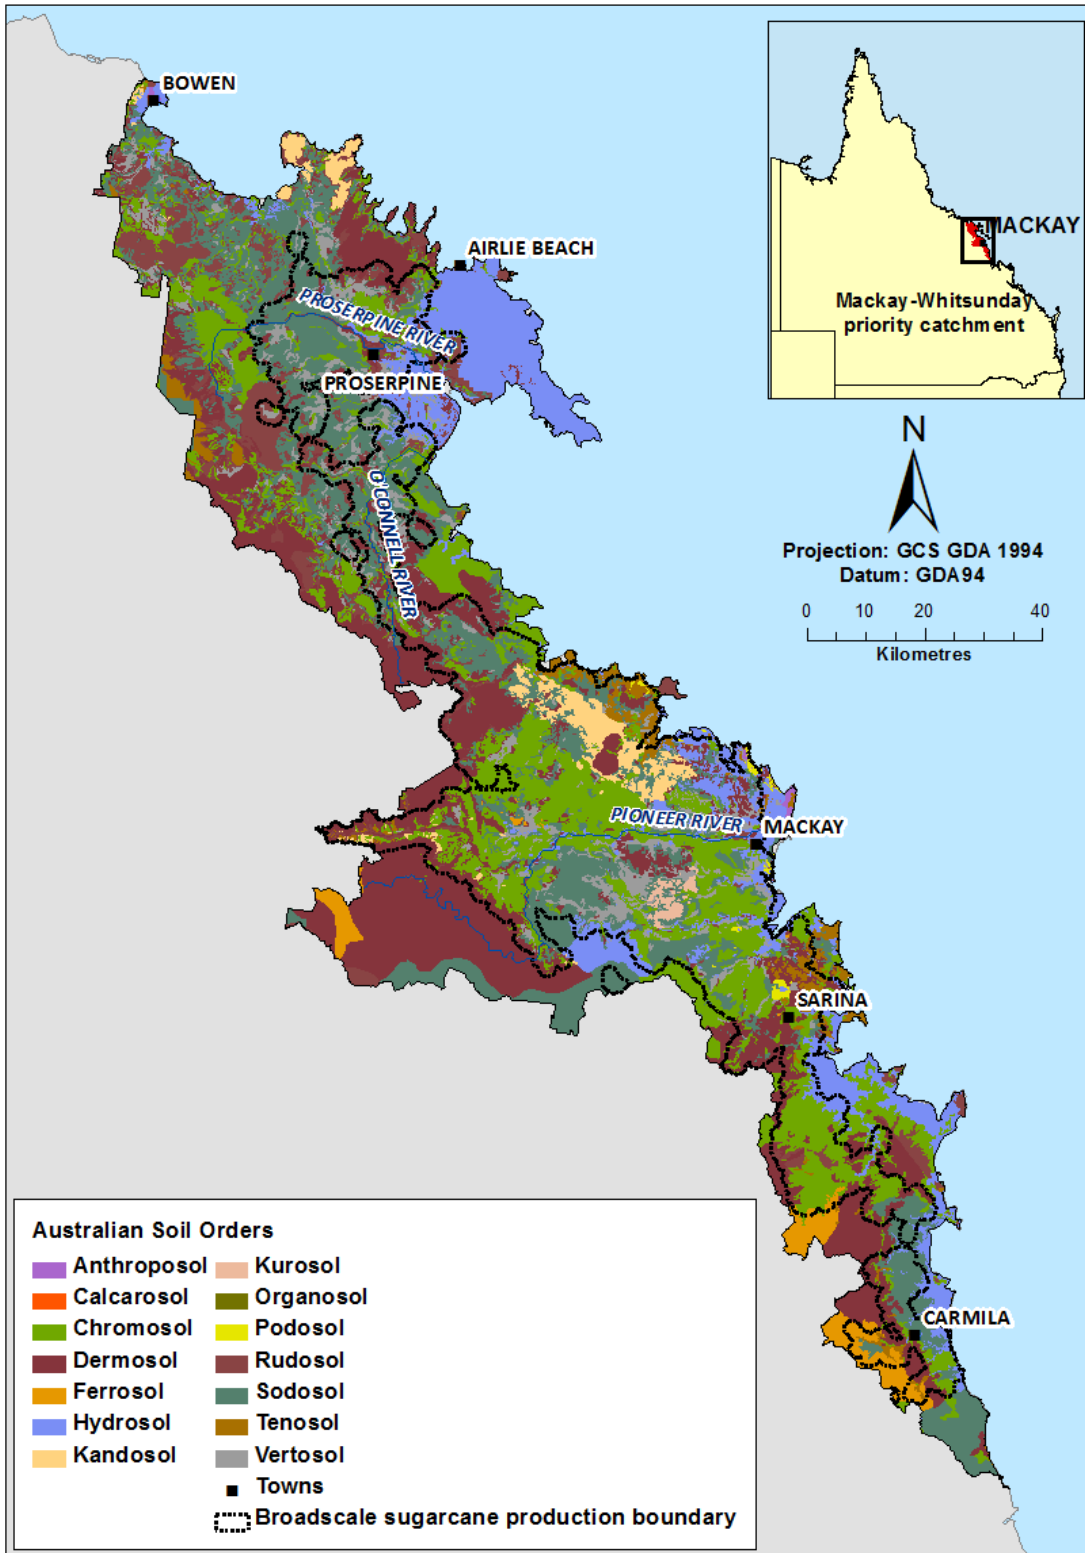 BOWEN
AIRLIE BEACH
PROSERPINE RIVER
PROSERPINE
O'CONNELL RIVER
PIONEER RIVER
MACKAY
SARINA
CARMILA
MACKAY
Mackay-Whitsunday
priority catchment
N
Projection: GCS GDA 1994
Datum: GDA94
0 10 20 40
Kilometres
Australian Soil Orders
Anthroposol
Calcarosol
Chromosol
Dermosol
Ferrosol
Hydrosol
Kandosol
Kurosol
Organosol
Podosol
Rudosol
Sodosol
Tenosol
Vertosol
Towns
Broadscale sugarcane production boundary